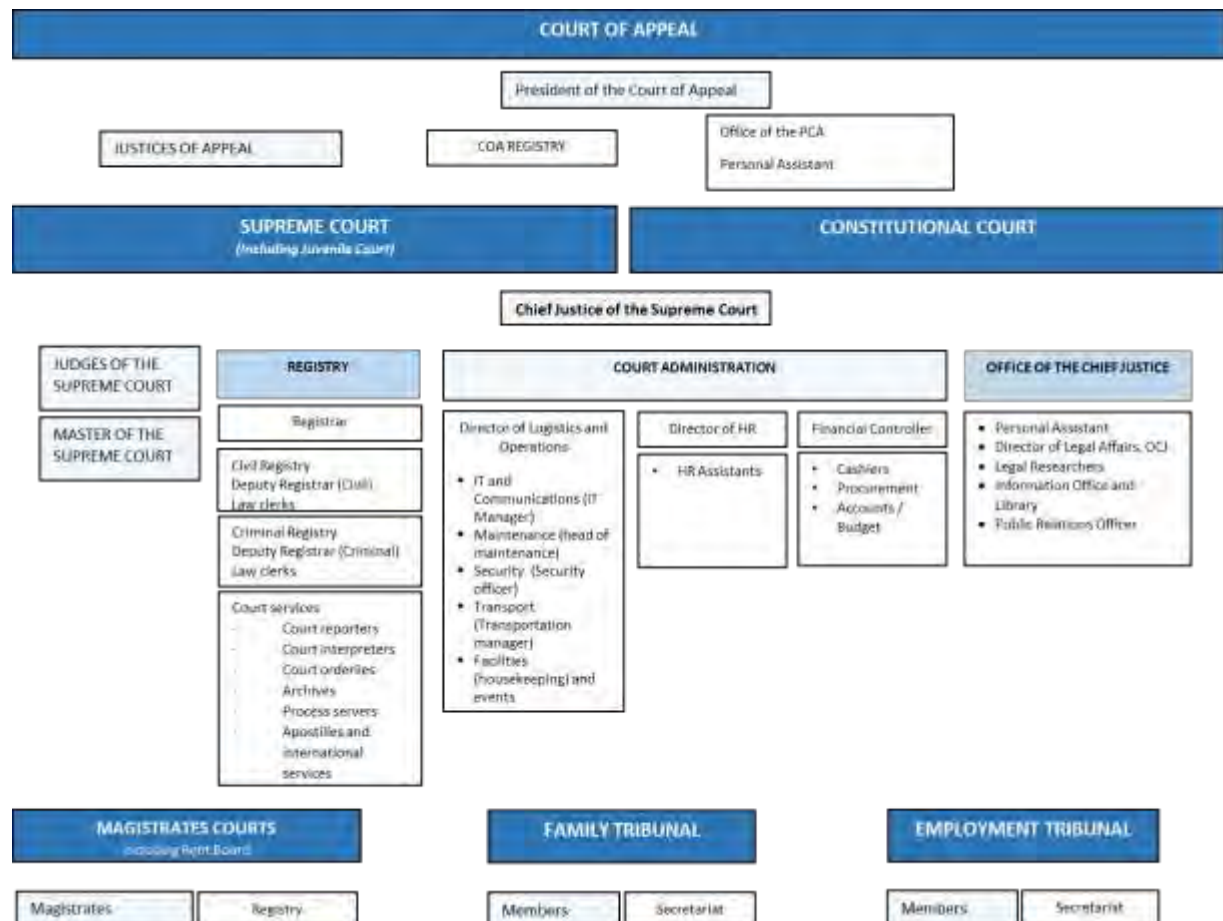 COURT OF APPEAL
President of the Court of Appeal
JUSTICES OF APPEAL
COA REGISTRY
Office of the PCA
Personal Assistant
SUPREME COURT
(Including Juvenile Court)
CONSTITUTIONAL COURT
Chief Justice of the Supreme Court
JUDGES OF THE
SUPREME COURT
MASTER OF THE
SUPREME COURT
REGISTRY
Registrar
Civil Registry
Deputy Registrar (Civil)
Law clerks
Criminal Registry
Deputy Registrar (Criminal)
Law clerks
Court services
- Court reporters
- Court interpreters
- Court orderlies
- Archives
- Process servers
- Apostilles and
international
services
COURT ADMINISTRATION
Director of Logistics and
Operations
• IT and
Communications (IT
Manager)
• Maintenance (head of
maintenance)
• Security (Security
officer)
• Transport
(Transportation
manager)
• Facilities
(housekeeping) and
events
Director of HR
• HR Assistants
Financial Controller
• Cashiers
• Procurement
• Accounts /
Budget
OFFICE OF THE CHIEF JUSTICE
• Personal Assistant
• Director of Legal Affairs, OCJ
• Legal Researchers
• Information Office and
Library
• Public Relations Officer
MAGISTRATES COURTS
Including Rent Board
Magistrates
Registry
FAMILY TRIBUNAL
Members
Secretariat
EMPLOYMENT TRIBUNAL
Members
Secretariat